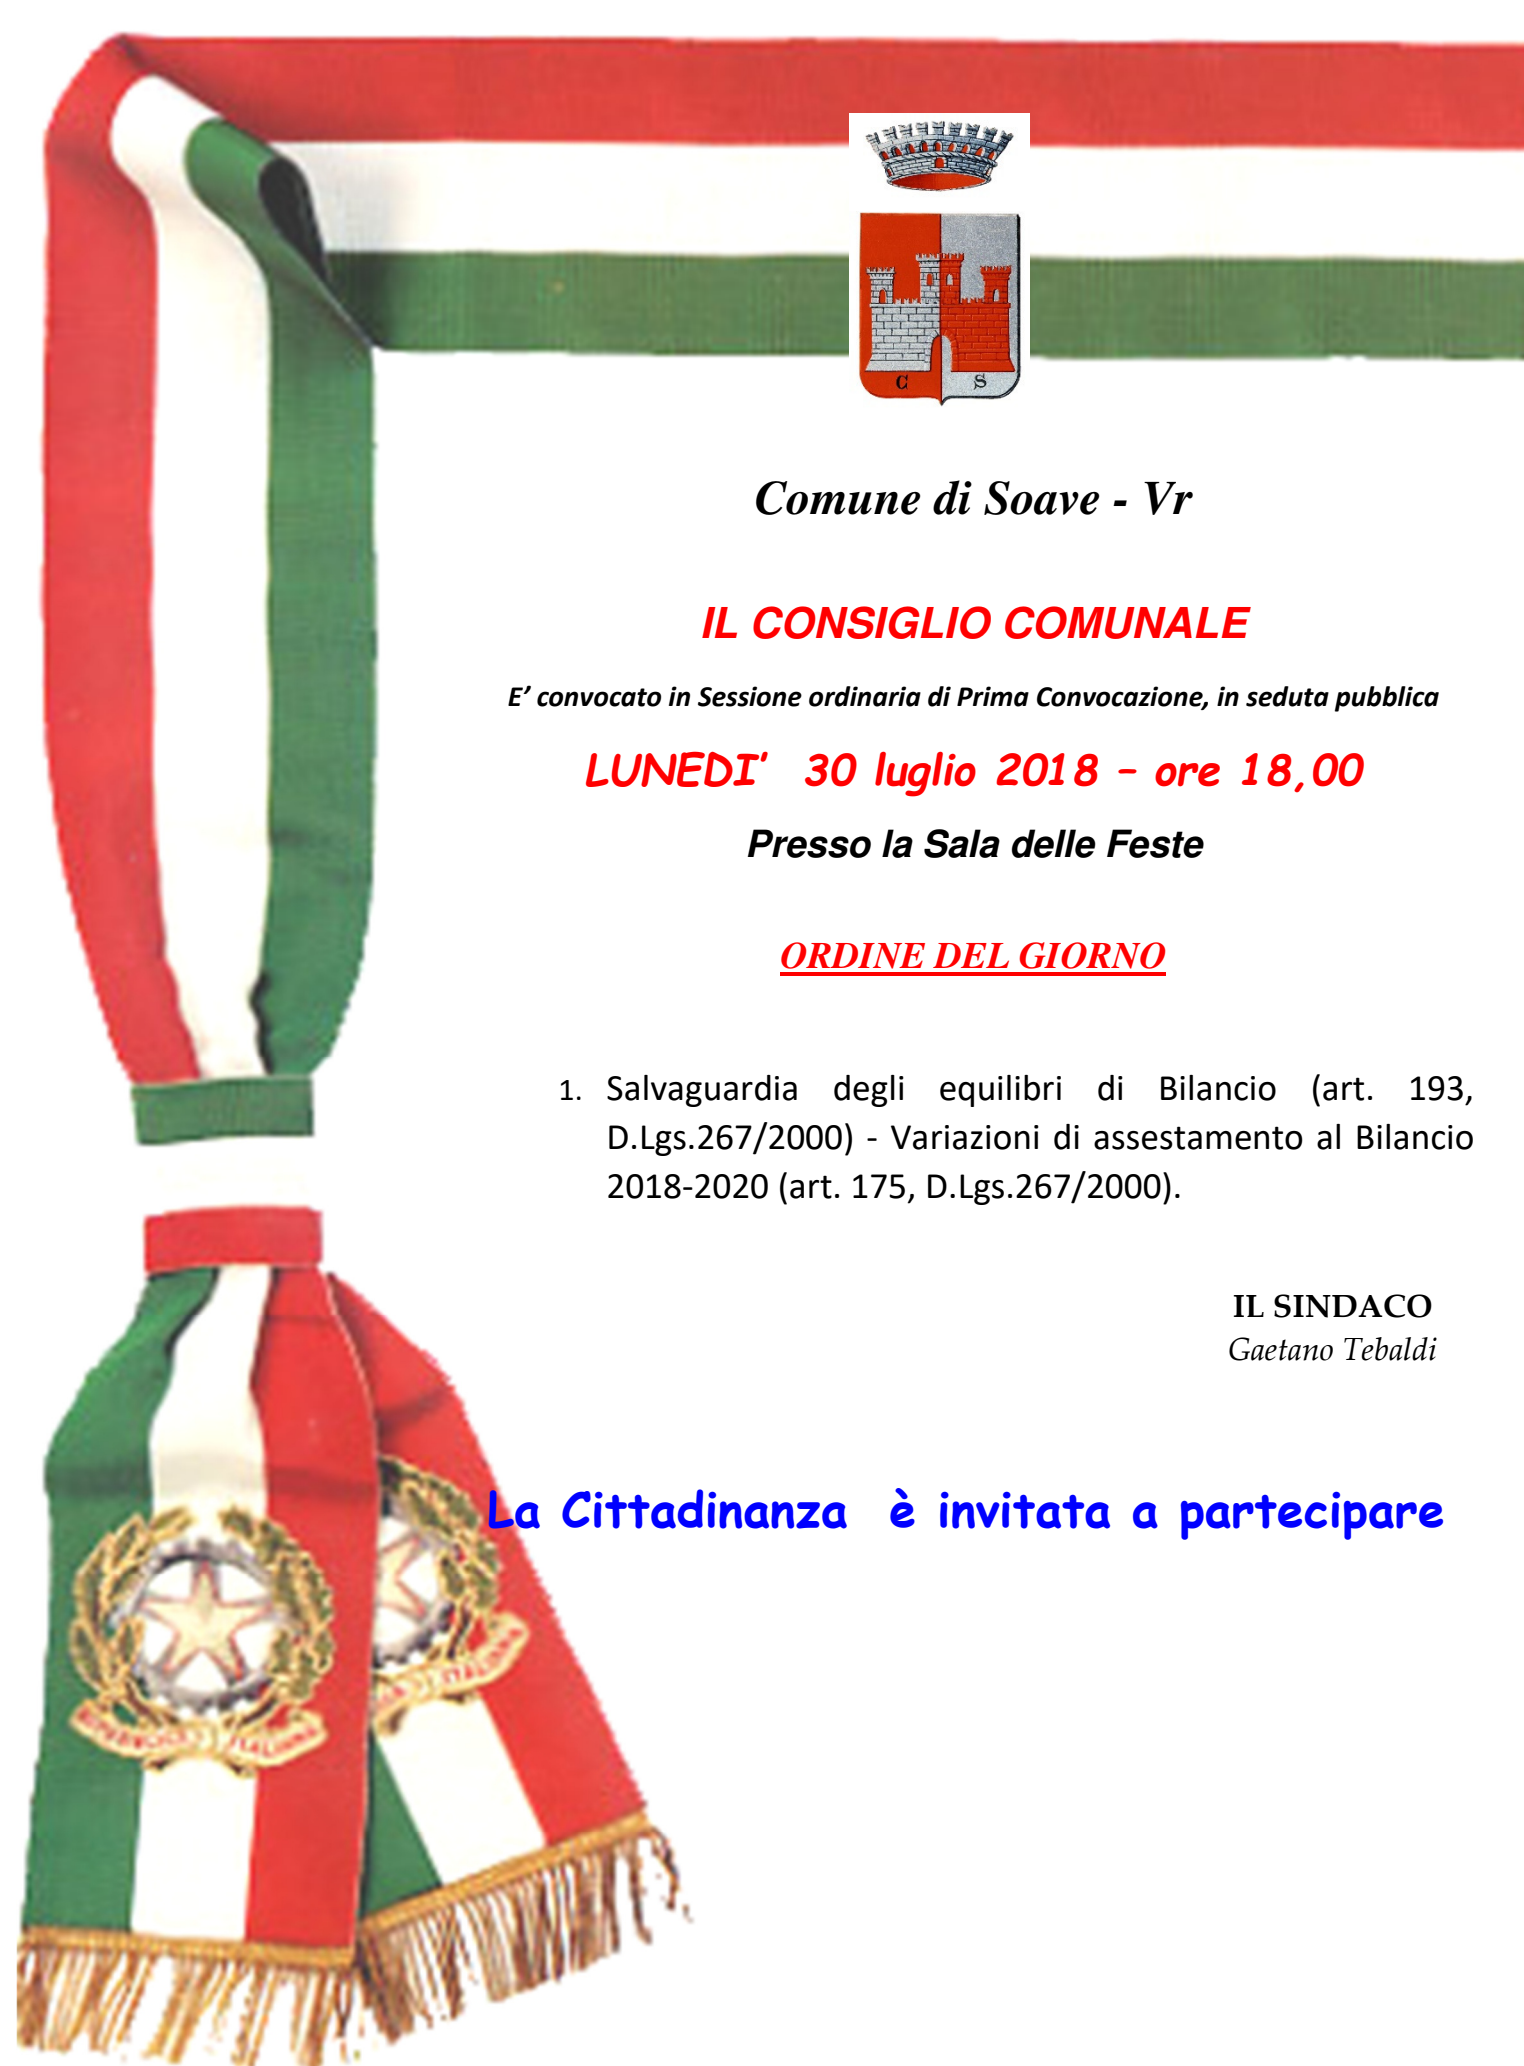 C S
Comune di Soave - Vr
IL CONSIGLIO COMUNALE
E’ convocato in Sessione ordinaria di Prima Convocazione, in seduta pubblica
LUNEDI’ 30 luglio 2018 – ore 18,00
Presso la Sala delle Feste
ORDINE DEL GIORNO
1. Salvaguardia degli equilibri di Bilancio (art. 193,
D.Lgs.267/2000) - Variazioni di assestamento al Bilancio
2018-2020 (art. 175, D.Lgs.267/2000).
IL SINDACO
Gaetano Tebaldi
La Cittadinanza è invitata a partecipare
ITALIANA